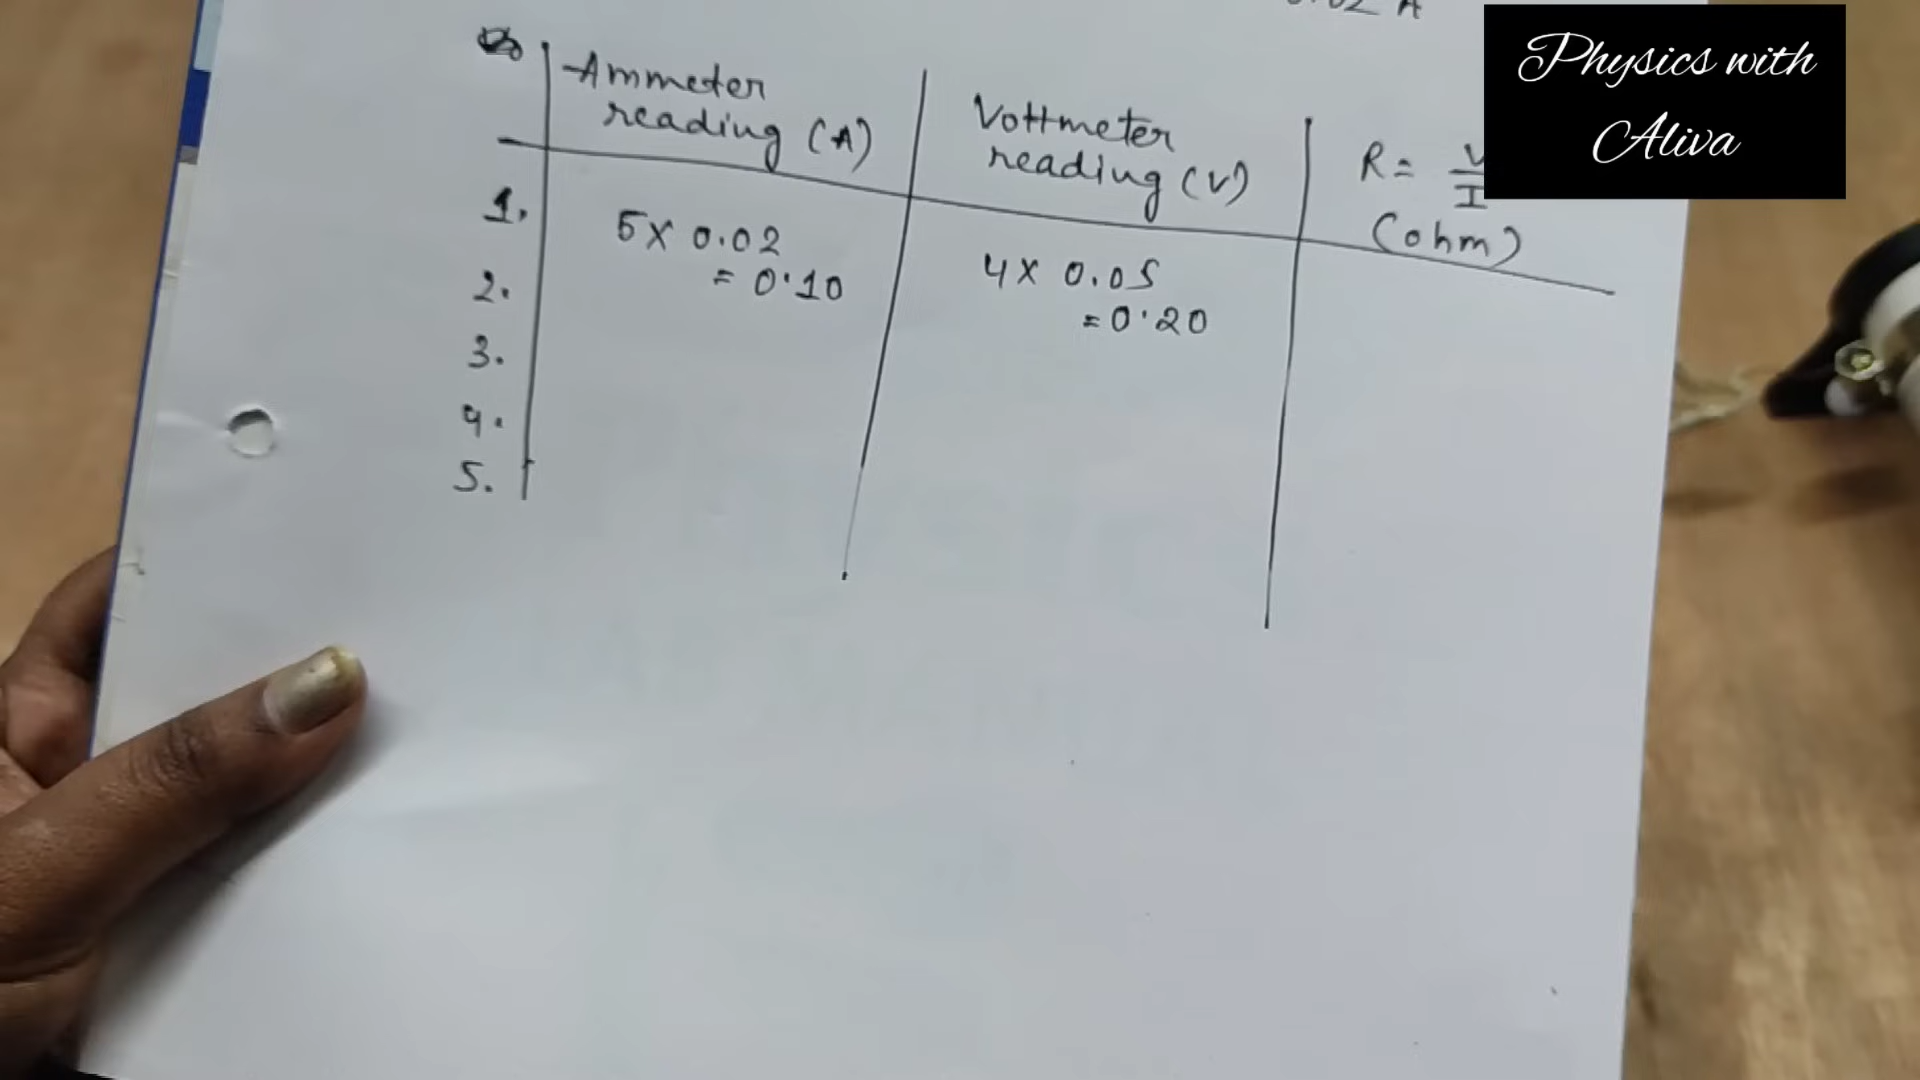 Physics with
Aliva
Ammeter
reading (A)
Voltmeter
reading (V)
R =
I
(ohm)
1.
5 x 0.02
= 0.10
4 x 0.05
= 0.20
2.
3.
4.
5.